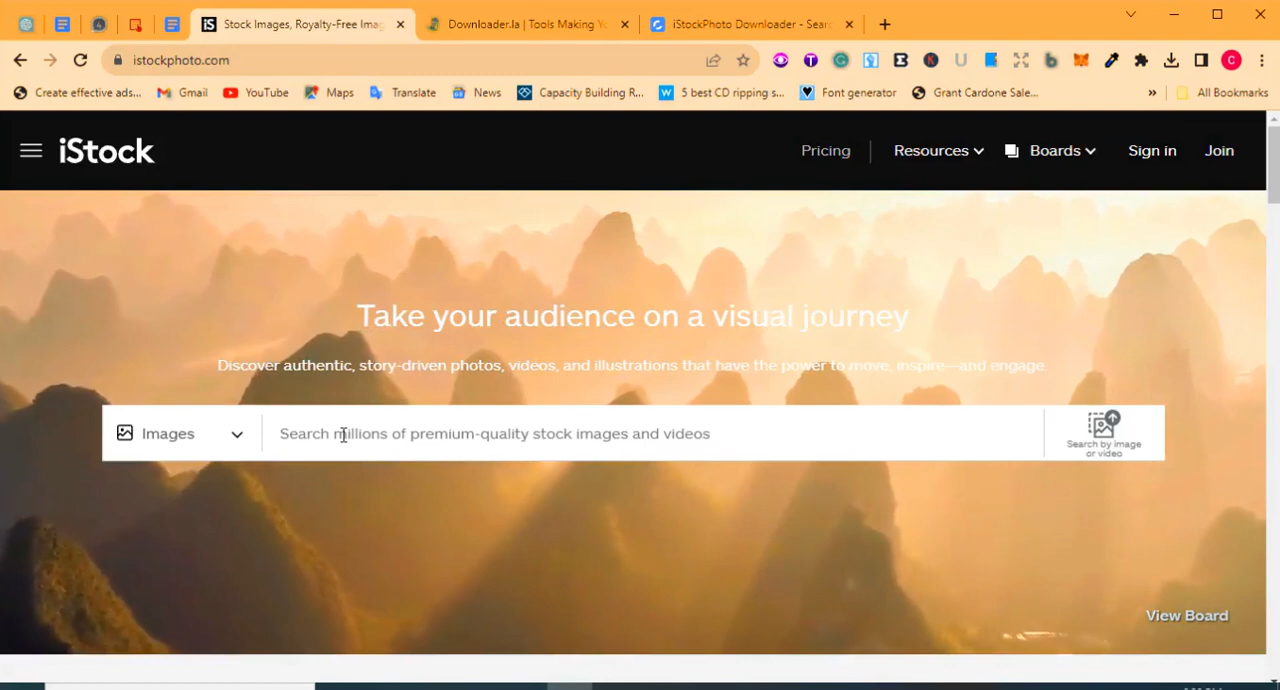 Stock Images, Royalty-Free Imag
Downloader.la | Tools Making Yo
iStockPhoto Downloader - Sear
istockphoto.com
Create effective ads...
Gmail
YouTube
Maps
Translate
News
Capacity Building R...
5 best CD ripping s...
Font generator
Grant Cardone Sale...
»
All Bookmarks
iStock
Pricing
Resources
Boards
Sign in
Join
Take your audience on a visual journey
Discover authentic, story-driven photos, videos, and illustrations that have the power to move, inspire—and engage.
Images
Search millions of premium-quality stock images and videos
Search by image
or video
View Board